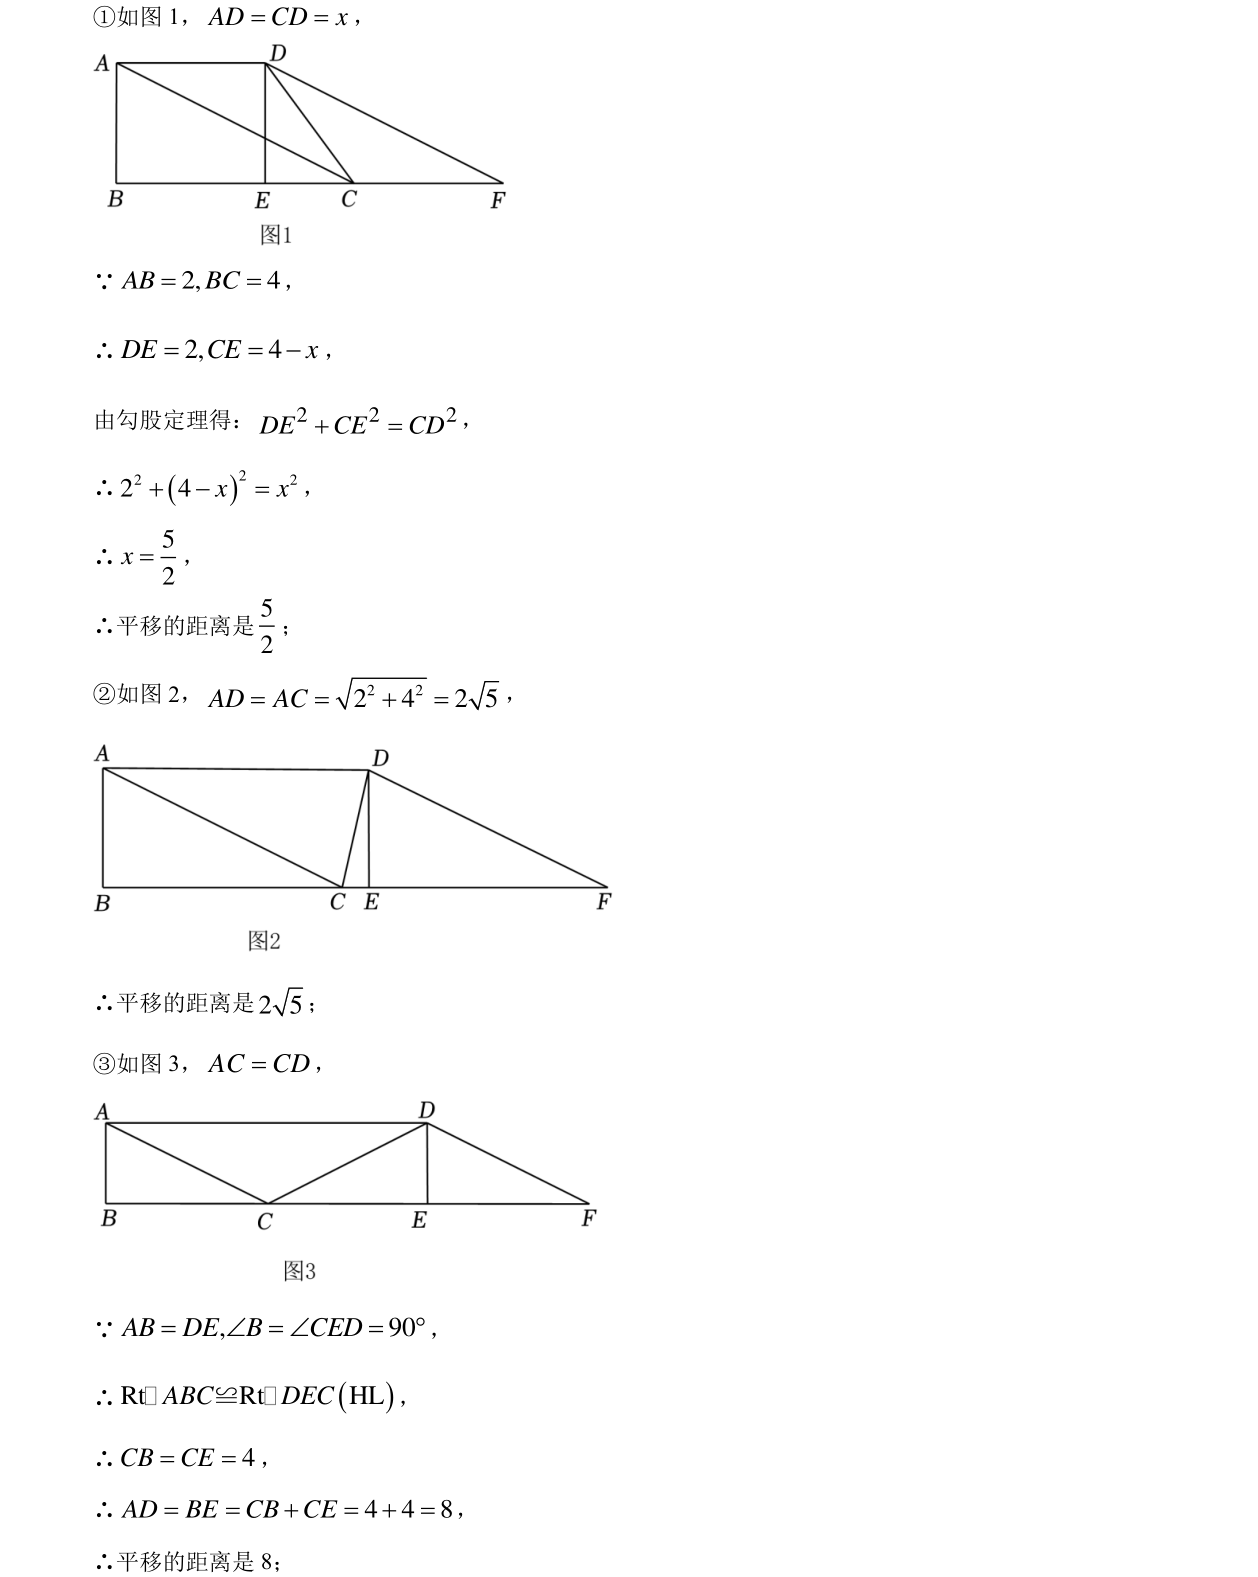 ①如图 1，AD = CD = x，
A D
B E C F
图1
∵ AB = 2, BC = 4，
∴ DE = 2, CE = 4 − x，
由勾股定理得：DE² + CE² = CD²，
∴ 2² + (4 − x)² = x²，
∴ x = 5/2，
∴平移的距离是 5/2；
②如图 2，AD = AC = √(2² + 4²) = 2√5，
A D
B C E F
图2
∴平移的距离是 2√5；
③如图 3，AC = CD，
A D
B C E F
图3
∵ AB = DE,∠B = ∠CED = 90°，
∴ Rt□ABC≌Rt□DEC(HL)，
∴ CB = CE = 4，
∴ AD = BE = CB + CE = 4 + 4 = 8，
∴平移的距离是 8；